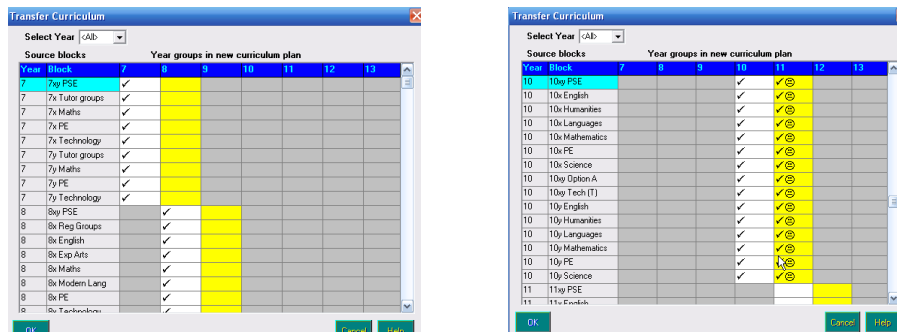 Transfer Curriculum
Select Year <All>
Source blocks Year groups in new curriculum plan
Year Block 7 8 9 10 11 12 13
7 7xy PSE ✓
7 7x Tutor groups ✓
7 7x Maths ✓
7 7x PE ✓
7 7x Technology ✓
7 7y Tutor groups ✓
7 7y Maths ✓
7 7y PE ✓
7 7y Technology ✓
8 8xy PSE ✓
8 8x Reg Groups ✓
8 8x English ✓
8 8x Exp Arts ✓
8 8x Maths ✓
8 8x Modern Lang ✓
8 8x PE ✓
8 8x Technology ✓
OK Cancel Help
Transfer Curriculum
Select Year <All>
Source blocks Year groups in new curriculum plan
Year Block 7 8 9 10 11 12 13
10 10xy PSE ✓ ✓☹
10 10x English ✓ ✓☹
10 10x Humanities ✓ ✓☹
10 10x Languages ✓ ✓☹
10 10x Mathematics ✓ ✓☹
10 10x PE ✓ ✓☹
10 10x Science ✓ ✓☹
10 10xy Option A ✓ ✓☹
10 10xy Tech (T) ✓ ✓☹
10 10y English ✓ ✓☹
10 10y Humanities ✓ ✓☹
10 10y Languages ✓ ✓☹
10 10y Mathematics ✓ ✓☹
10 10y PE ✓ ✓☹
10 10y Science ✓ ✓☹
11 11xy PSE
11 11x English
OK Cancel Help